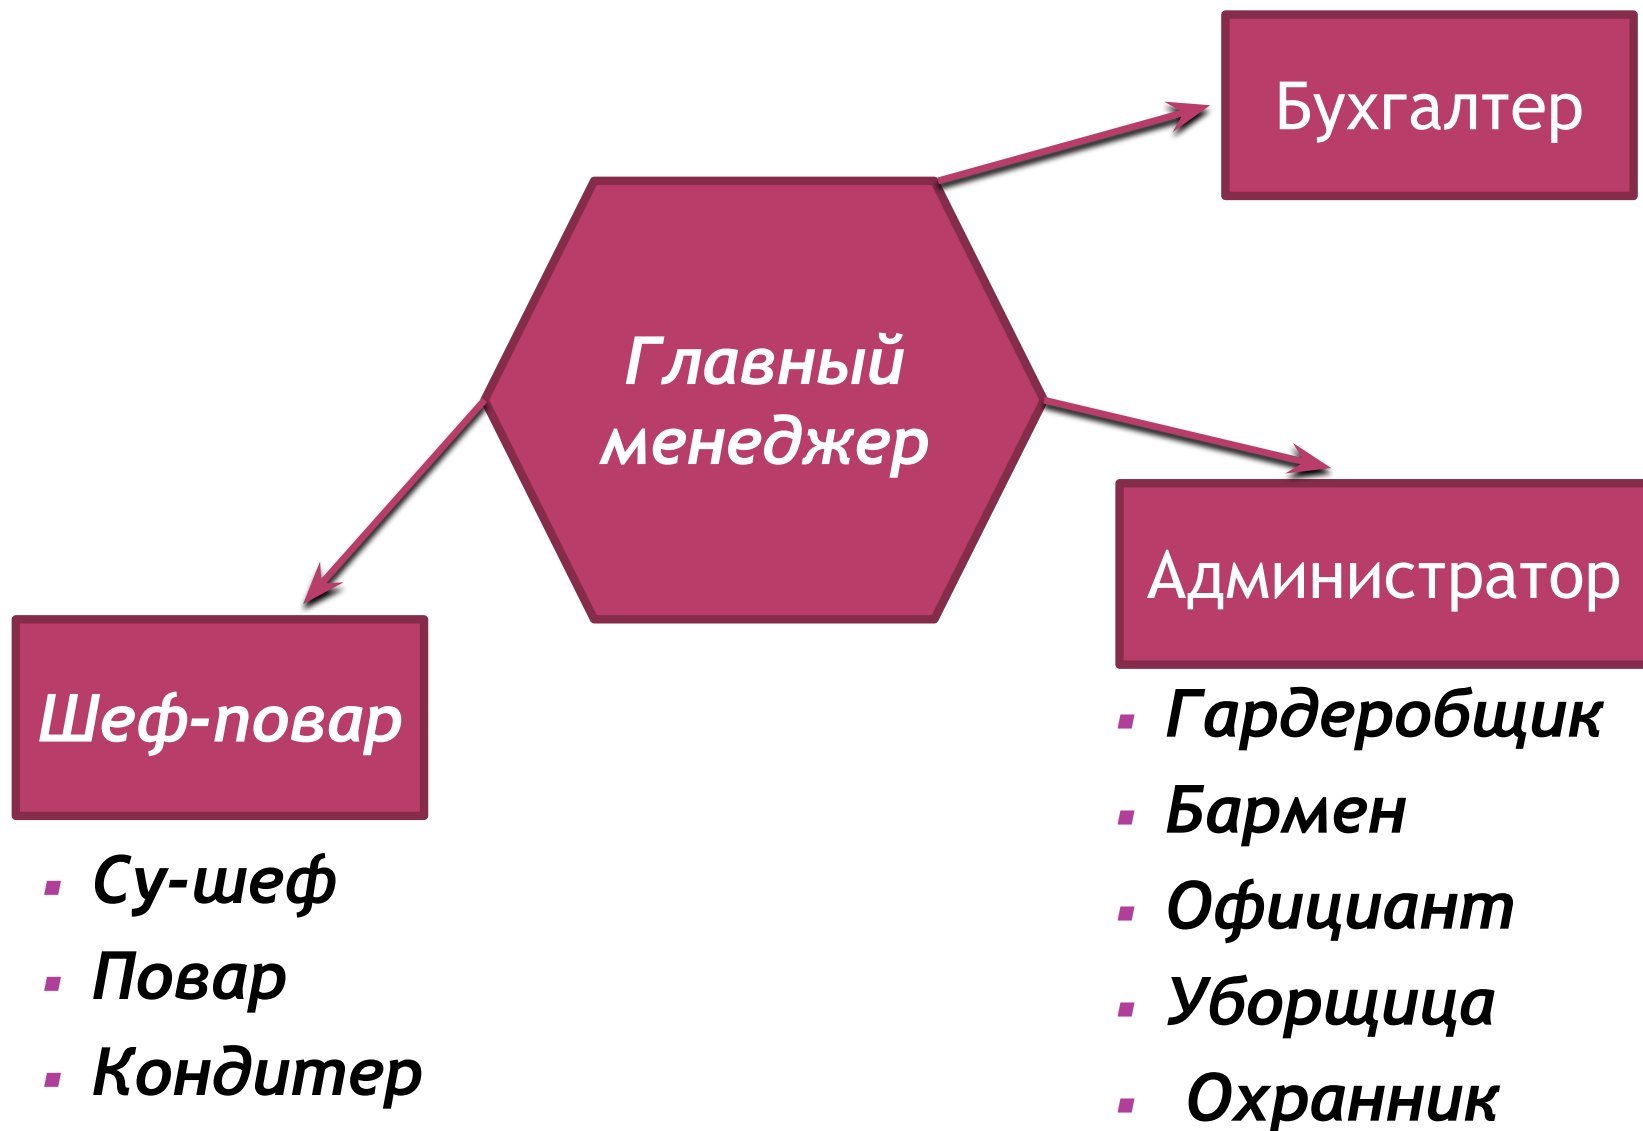 Бухгалтер
Главный
менеджер
Администратор
Шеф-повар
Гардеробщик
Бармен
Официант
Уборщица
Охранник
Су-шеф
Повар
Кондитер